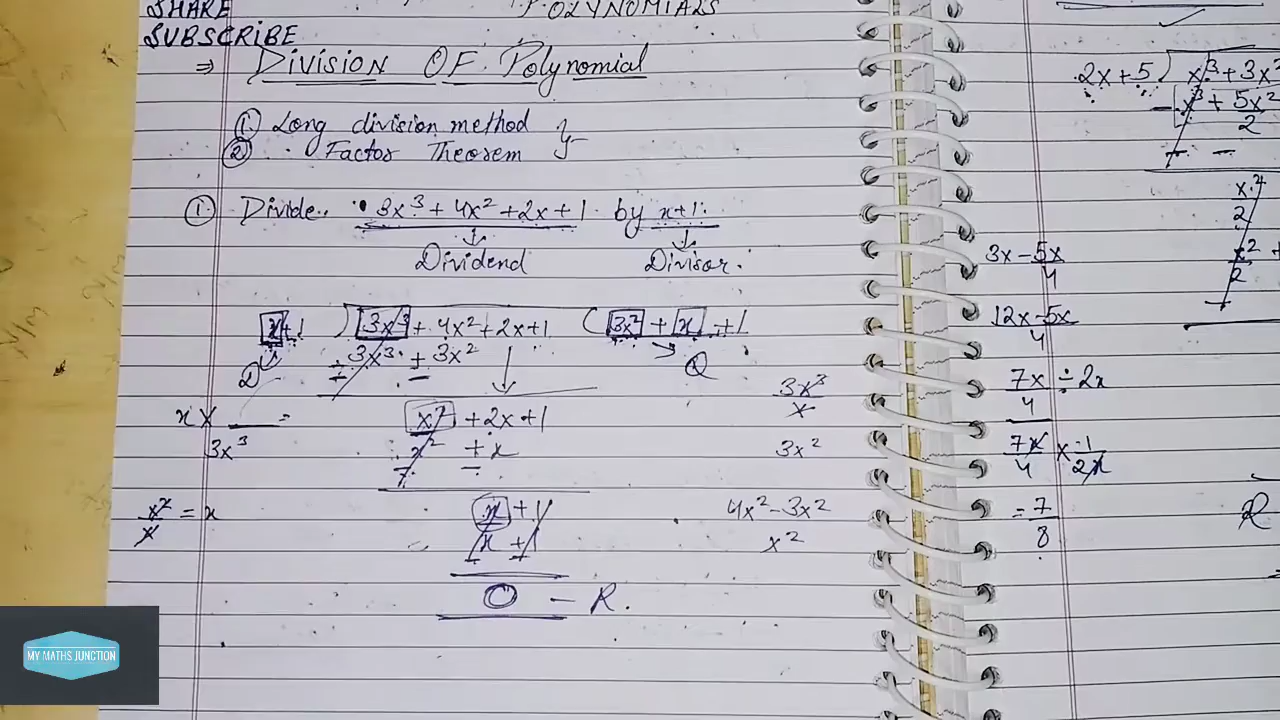 SHARE POLYNOMIALS
SUBSCRIBE
⇒ Division OF Polynomial
① Long division method
② Factor Theorem
① Divide 3x³ + 4x² + 2x + 1 by x+1.
Dividend Divisor.
x+1 ) 3x³ + 4x² + 2x + 1 ( 3x² + x + 1
3x³ + 3x²
D Q
x² + 2x + 1
x² + x
x + 1
x + 1
0 — R.
x × ___ =
3x³
x²/x = x
3x³/x
3x²
4x² - 3x²
x²
2x + 5 ) x³ + 3x²
x³ + 5x²/2
3x - 5x/4
12x - 5x/4
7x/4 ÷ 2x
7x/4 × 1/2x
= 7/8
R
MY MATHS JUNCTION